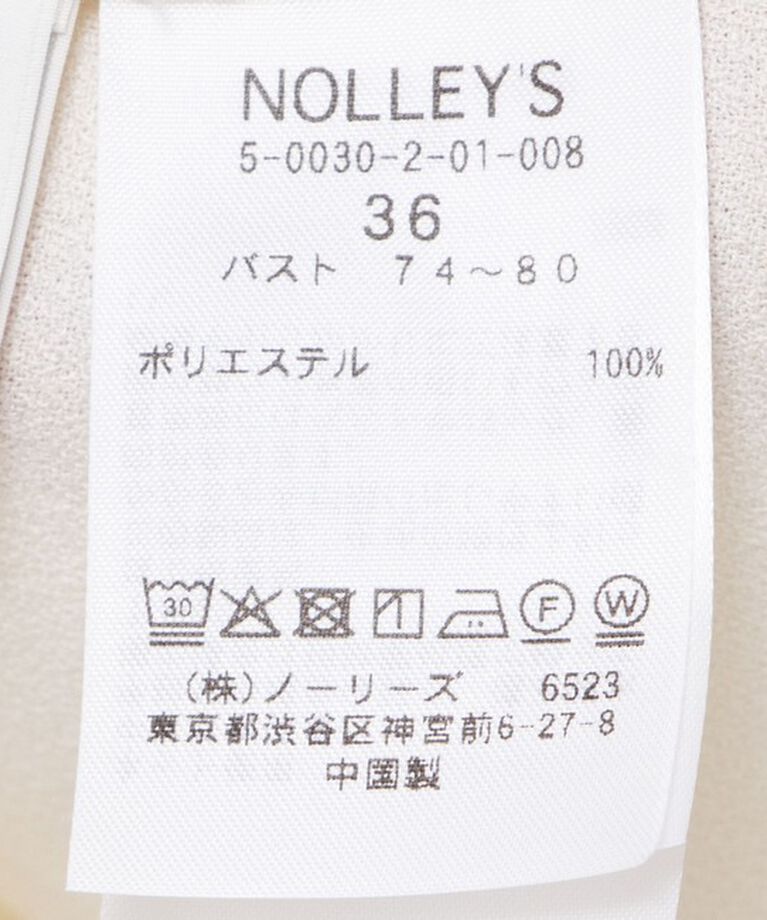 NOLLEY'S
5-0030-2-01-008
36
バスト 74〜80
ポリエステル 100%
30 F W
(株)ノーリーズ 6523
東京都渋谷区神宮前6-27-8
中国製